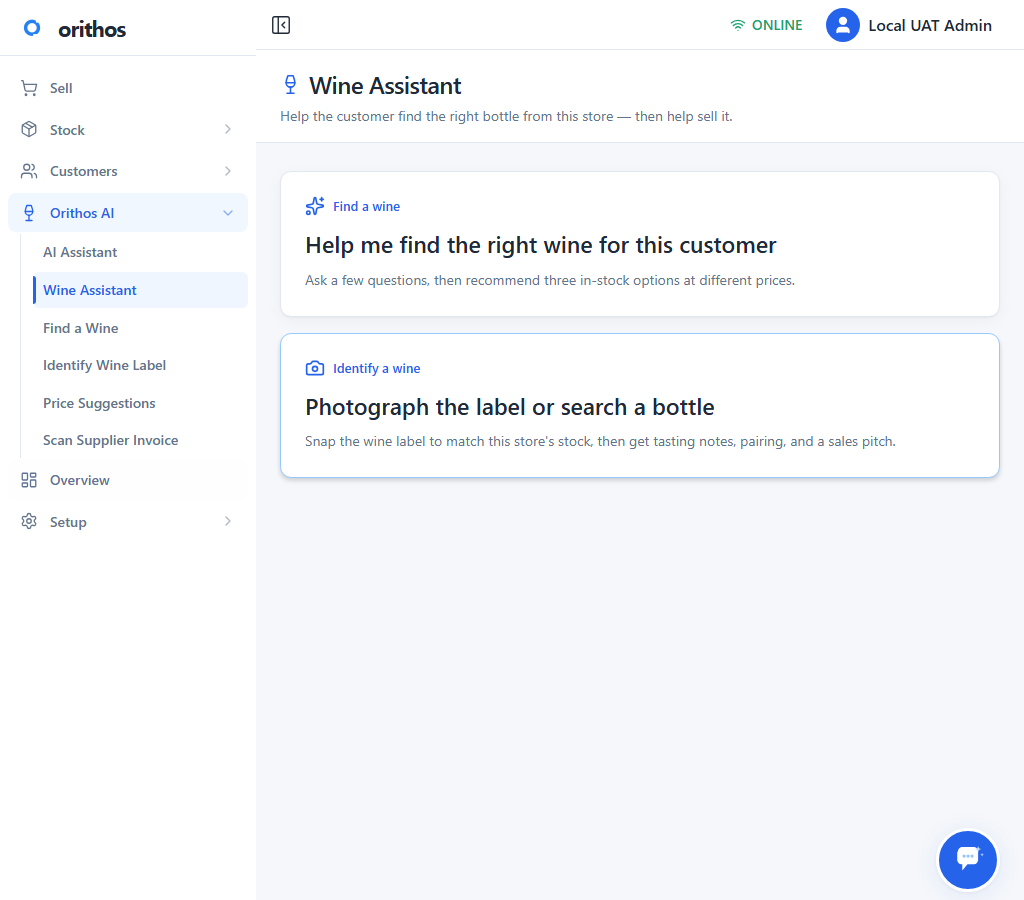 orithos
ONLINE
Local UAT Admin
Sell
Stock
Customers
Orithos AI
AI Assistant
Wine Assistant
Find a Wine
Identify Wine Label
Price Suggestions
Scan Supplier Invoice
Overview
Setup
Wine Assistant
Help the customer find the right bottle from this store — then help sell it.
Find a wine
Help me find the right wine for this customer
Ask a few questions, then recommend three in-stock options at different prices.
Identify a wine
Photograph the label or search a bottle
Snap the wine label to match this store's stock, then get tasting notes, pairing, and a sales pitch.